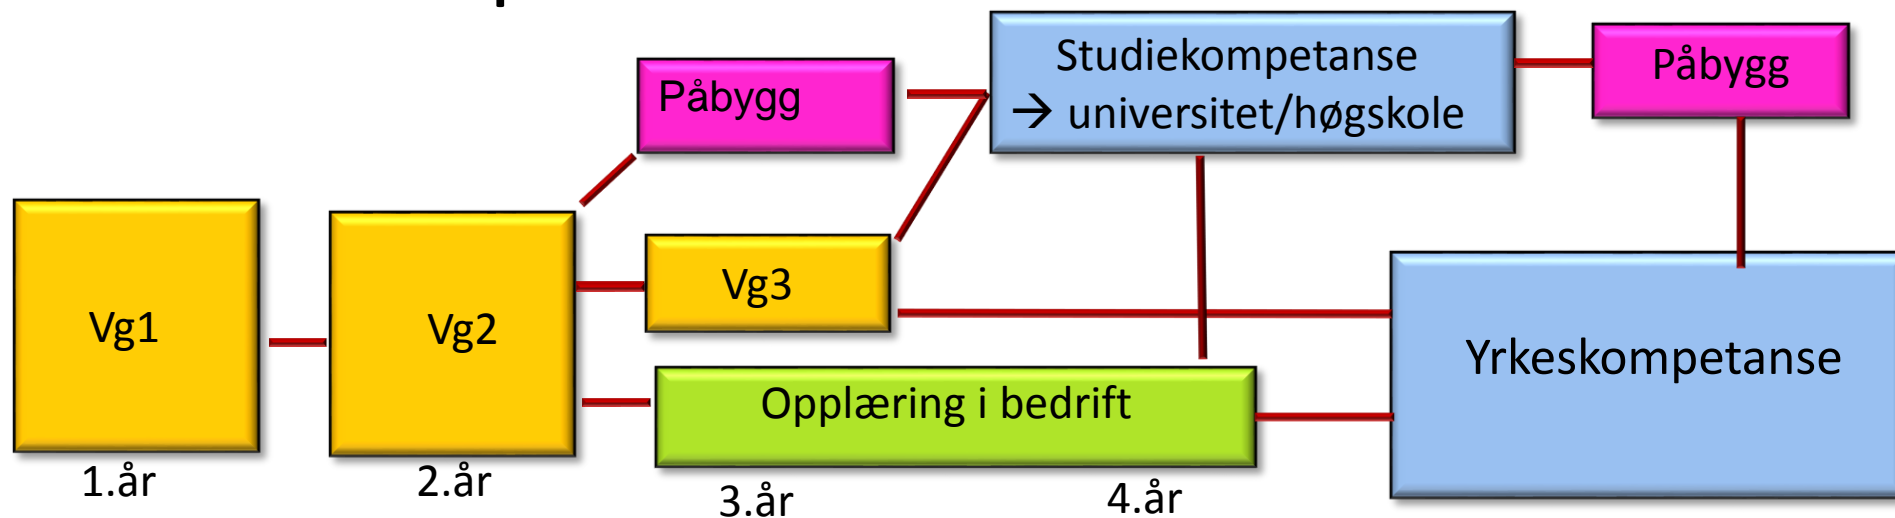 Påbygg
Studiekompetanse
→ universitet/høgskole
Påbygg
Vg1
Vg2
Vg3
Yrkeskompetanse
Opplæring i bedrift
1.år
2.år
3.år
4.år